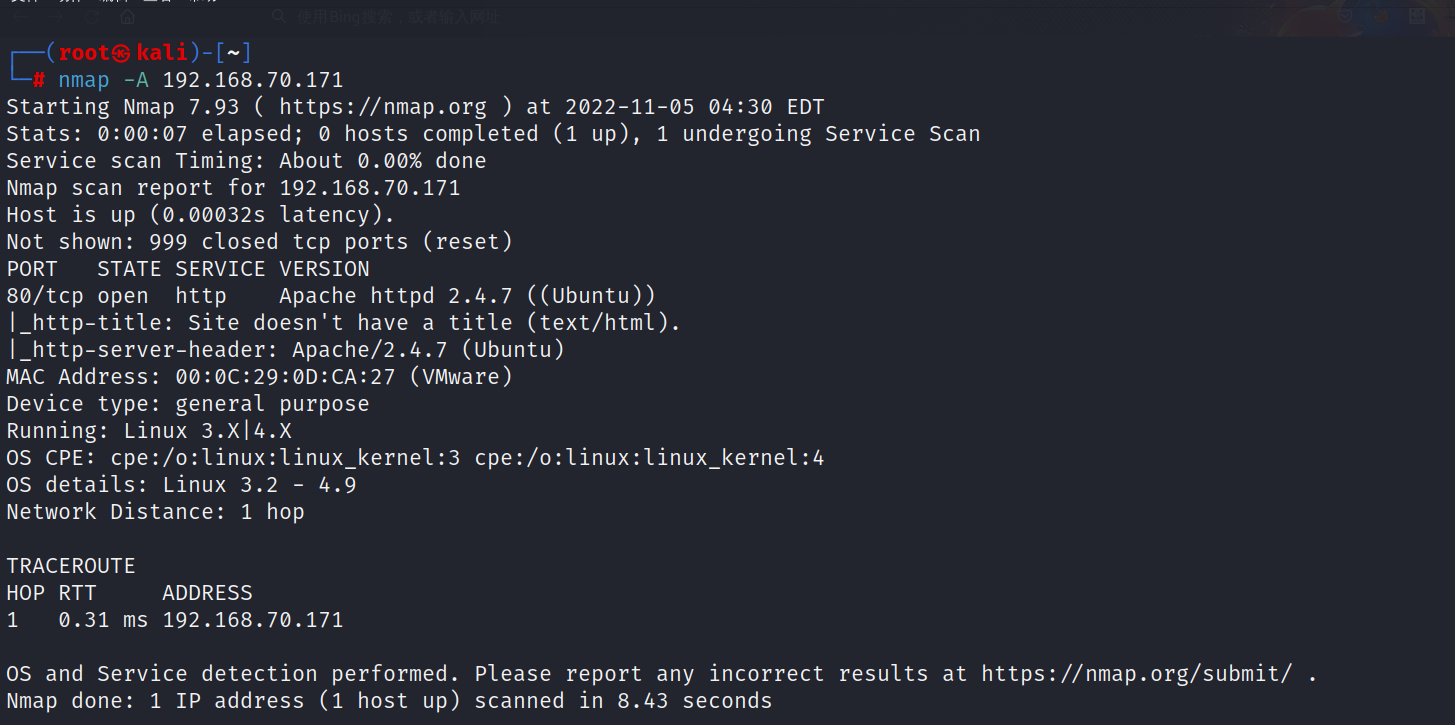 使用Bing搜索，或者输入网址
┌──(root㉿kali)-[~]
└─# nmap -A 192.168.70.171
Starting Nmap 7.93 ( https://nmap.org ) at 2022-11-05 04:30 EDT
Stats: 0:00:07 elapsed; 0 hosts completed (1 up), 1 undergoing Service Scan
Service scan Timing: About 0.00% done
Nmap scan report for 192.168.70.171
Host is up (0.00032s latency).
Not shown: 999 closed tcp ports (reset)
PORT   STATE SERVICE VERSION
80/tcp open  http    Apache httpd 2.4.7 ((Ubuntu))
|_http-title: Site doesn't have a title (text/html).
|_http-server-header: Apache/2.4.7 (Ubuntu)
MAC Address: 00:0C:29:0D:CA:27 (VMware)
Device type: general purpose
Running: Linux 3.X|4.X
OS CPE: cpe:/o:linux:linux_kernel:3 cpe:/o:linux:linux_kernel:4
OS details: Linux 3.2 - 4.9
Network Distance: 1 hop
TRACEROUTE
HOP RTT     ADDRESS
1   0.31 ms 192.168.70.171
OS and Service detection performed. Please report any incorrect results at https://nmap.org/submit/ .
Nmap done: 1 IP address (1 host up) scanned in 8.43 seconds